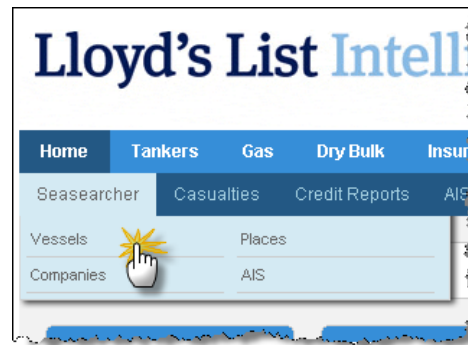 Lloyd's List Intell
Home Tankers Gas Dry Bulk Insur
Seasearcher Casualties Credit Reports AIS
Vessels Places
Companies AIS